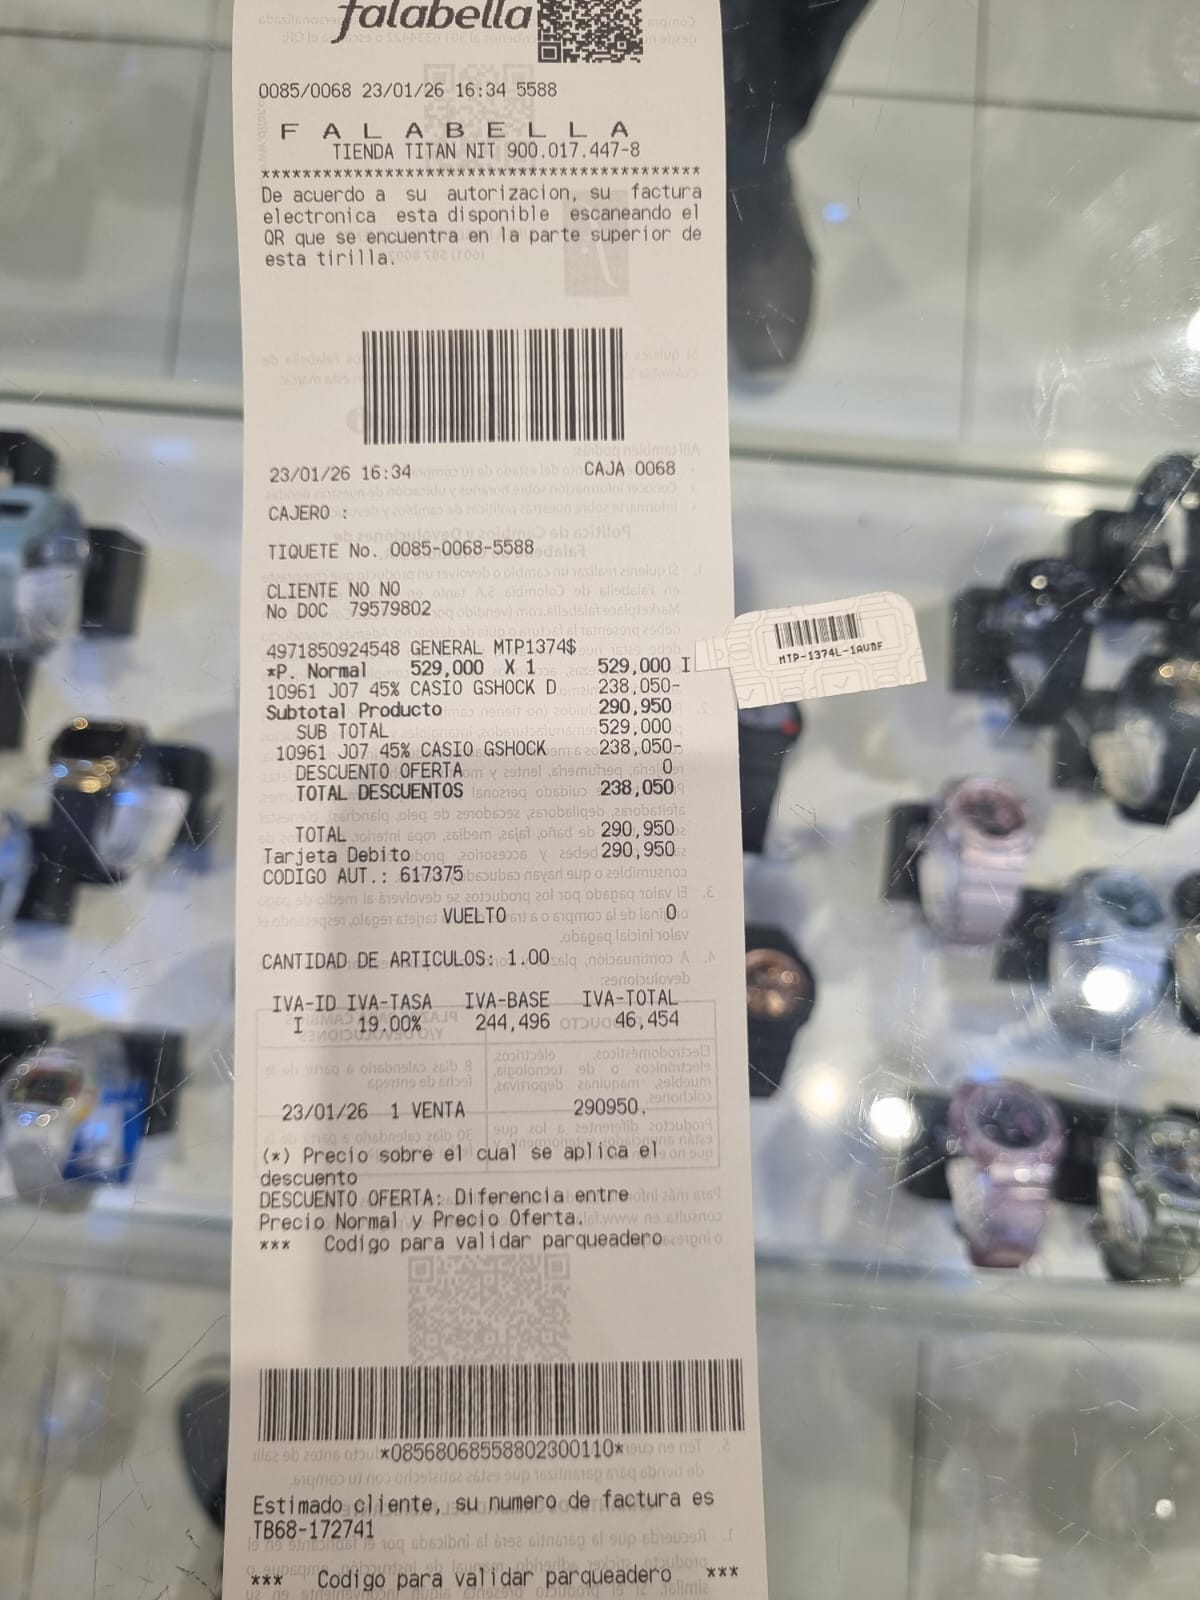 falabella
0085/0068 23/01/26 16:34 5588
F A L A B E L L A
TIENDA TITAN NIT 900.017.447-8
******************************************
De acuerdo a su autorizacion, su factura
electronica esta disponible escaneando el
QR que se encuentra en la parte superior de
esta tirilla.
23/01/26 16:34 CAJA 0068
CAJERO :
TIQUETE No. 0085-0068-5588
CLIENTE NO NO
No DOC 79579802
4971850924548 GENERAL MTP1374$
*P. Normal 529,000 X 1 529,000 I
10961 J07 45% CASIO GSHOCK D 238,050-
Subtotal Producto 290,950
SUB TOTAL 529,000
10961 J07 45% CASIO GSHOCK 238,050-
DESCUENTO OFERTA 0
TOTAL DESCUENTOS 238,050
TOTAL 290,950
Tarjeta Debito 290,950
CODIGO AUT.: 617375
VUELTO 0
CANTIDAD DE ARTICULOS: 1.00
IVA-ID IVA-TASA IVA-BASE IVA-TOTAL
I 19.00% 244,496 46,454
23/01/26 1 VENTA 290950.
(*) Precio sobre el cual se aplica el
descuento
DESCUENTO OFERTA: Diferencia entre
Precio Normal y Precio Oferta.
*** Codigo para validar parqueadero
*08568068558802300110*
Estimado cliente, su numero de factura es
TB68-172741
*** Codigo para validar parqueadero ***
MTP-1374L-1AVDF